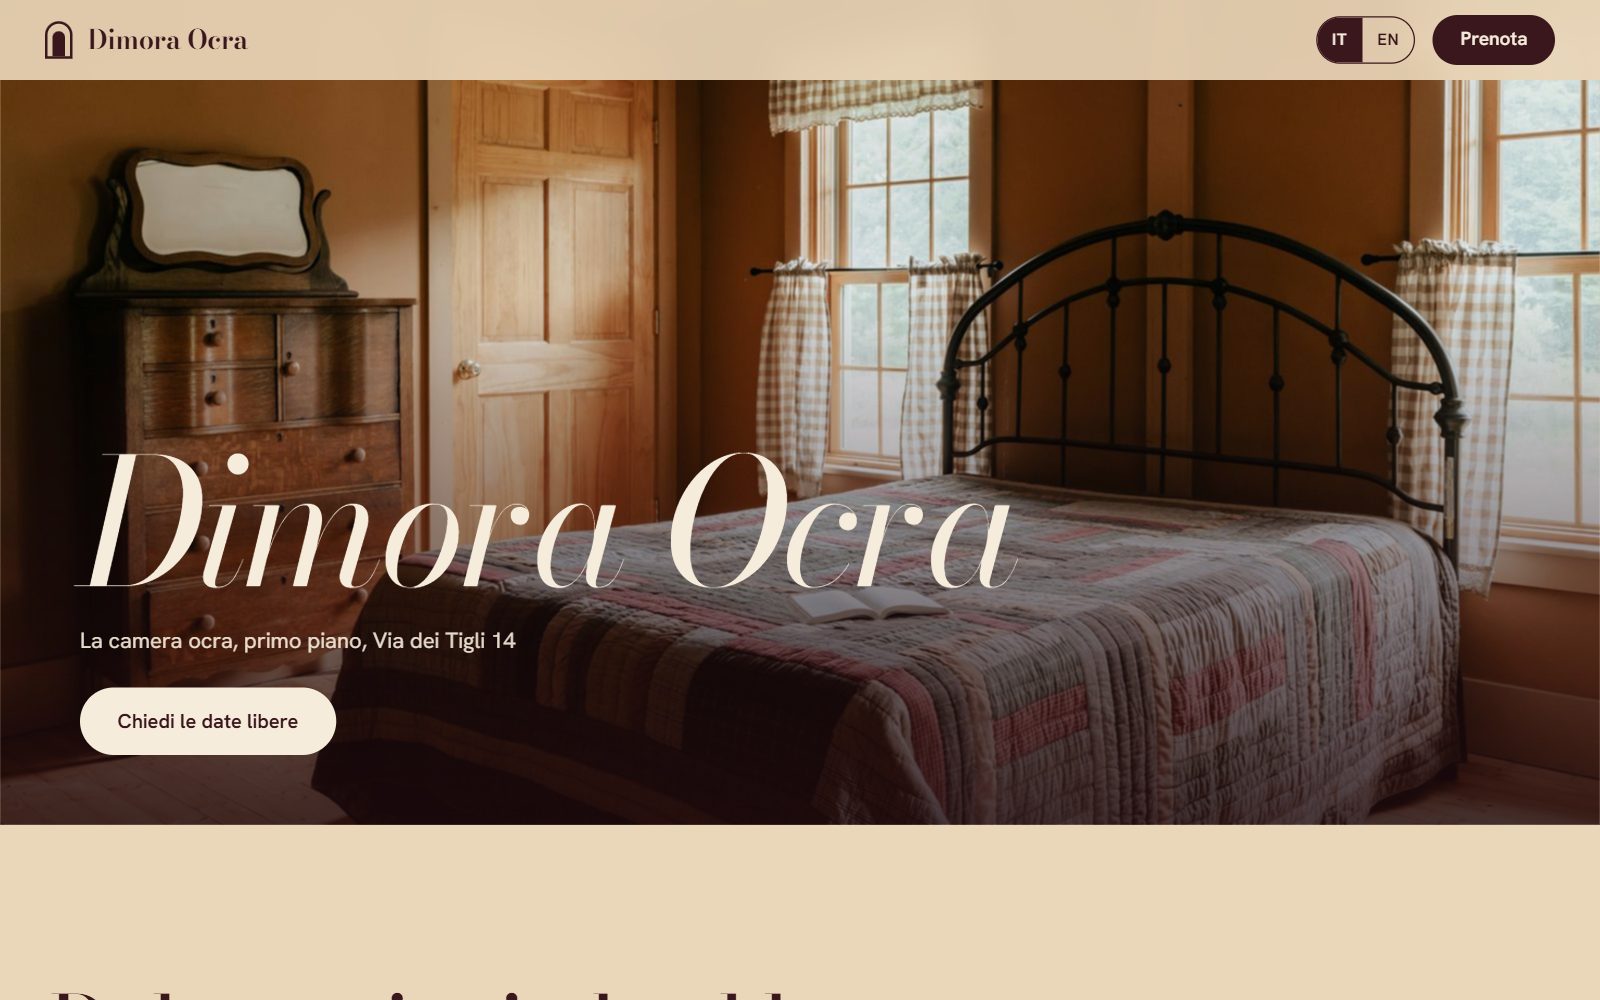 Dimora Ocra
IT
EN
Prenota
Dimora Ocra
La camera ocra, primo piano, Via dei Tigli 14
Chiedi le date libere